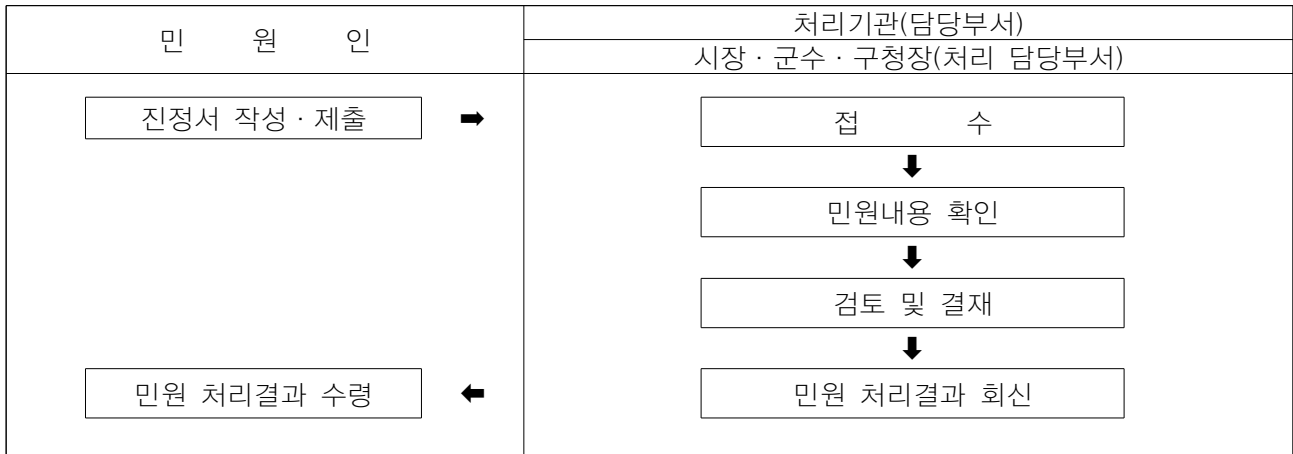 민 원 인
처리기관(담당부서)
시장ㆍ군수ㆍ구청장(처리 담당부서)
진정서 작성ㆍ제출 ➡ 접 수
⬇
민원내용 확인
⬇
검토 및 결재
⬇
민원 처리결과 수령 ⬅ 민원 처리결과 회신